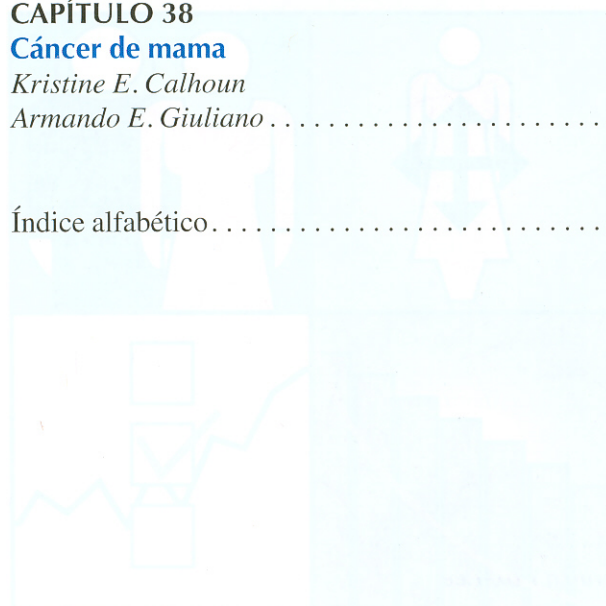 CAPÍTULO 38
Cáncer de mama
Kristine E. Calhoun
Armando E. Giuliano . . . . . . . . . . . . . . . . . . . . . . . .
Índice alfabético. . . . . . . . . . . . . . . . . . . . . . . . . . .